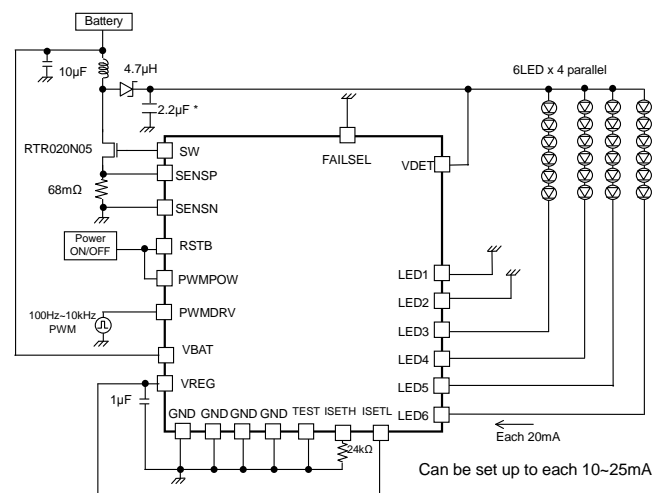 Battery
10μF
4.7μH
6LED x 4 parallel
2.2μF *
RTR020N05
FAILSEL
SW
VDET
SENSP
68mΩ
SENSN
Power
ON/OFF
RSTB
PWMPOW
LED1
LED2
100Hz~10kHz
PWM
PWMDRV
LED3
VBAT
LED4
VREG
LED5
1μF
GND
GND
GND
GND
TEST
ISETH
ISETL
LED6
24kΩ
Each 20mA
Can be set up to each 10~25mA